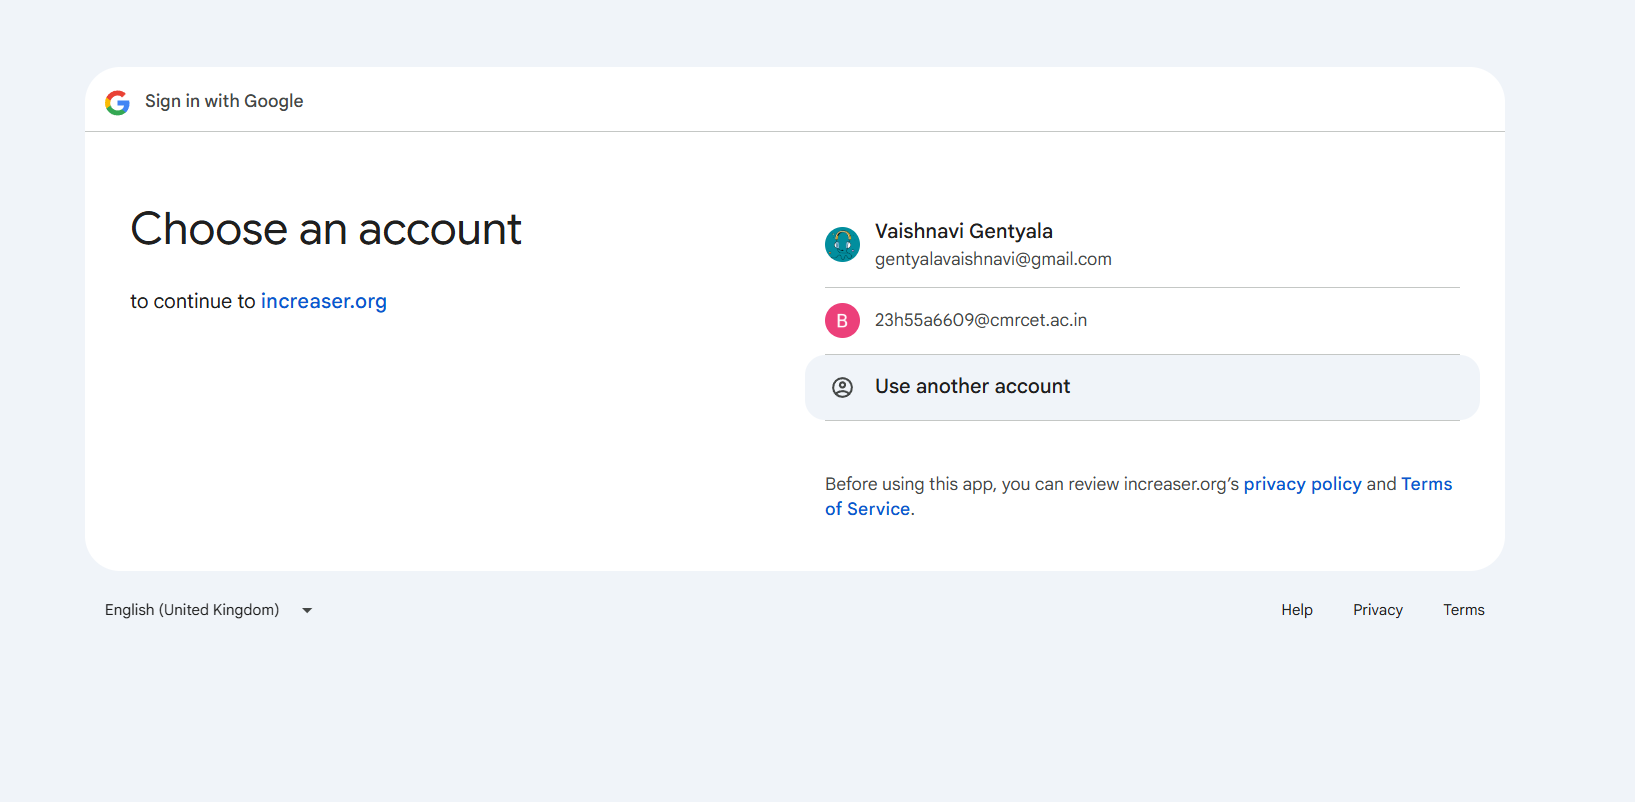 Sign in with Google
Choose an account
to continue to increaser.org
Vaishnavi Gentyala
gentyalavaishnavi@gmail.com
B
23h55a6609@cmrcet.ac.in
Use another account
Before using this app, you can review increaser.org’s privacy policy and Terms
of Service.
English (United Kingdom)
Help
Privacy
Terms